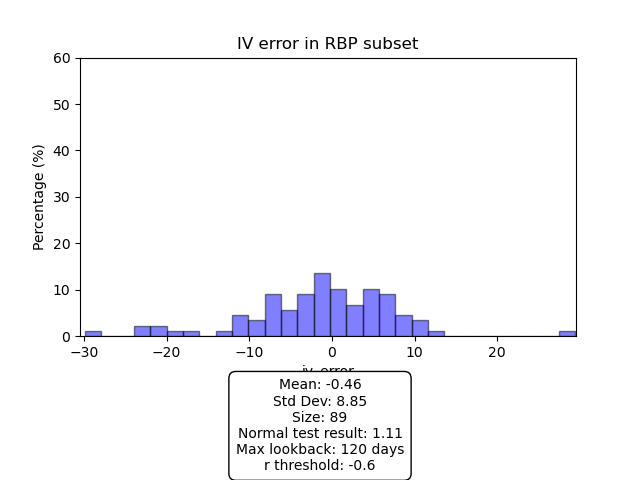 IV error in RBP subset
Percentage (%)
60
50
40
30
20
10
0
−30
−20
−10
0
10
20
iv_error
Mean: -0.46
Std Dev: 8.85
Size: 89
Normal test result: 1.11
Max lookback: 120 days
r threshold: -0.6